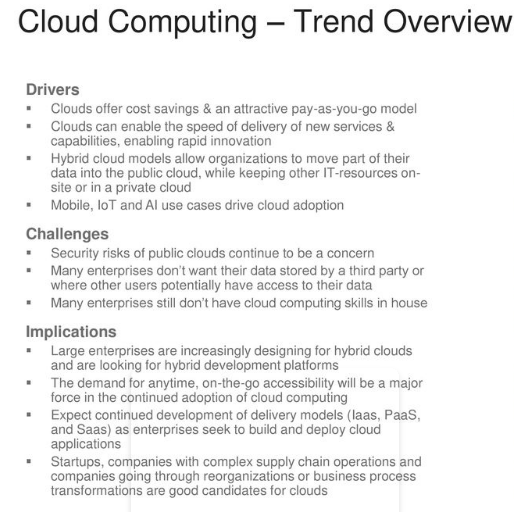 Cloud Computing – Trend Overview
Drivers
▪ Clouds offer cost savings & an attractive pay-as-you-go model
▪ Clouds can enable the speed of delivery of new services &
capabilities, enabling rapid innovation
▪ Hybrid cloud models allow organizations to move part of their
data into the public cloud, while keeping other IT-resources on-
site or in a private cloud
▪ Mobile, IoT and AI use cases drive cloud adoption
Challenges
▪ Security risks of public clouds continue to be a concern
▪ Many enterprises don't want their data stored by a third party or
where other users potentially have access to their data
▪ Many enterprises still don't have cloud computing skills in house
Implications
▪ Large enterprises are increasingly designing for hybrid clouds
and are looking for hybrid development platforms
▪ The demand for anytime, on-the-go accessibility will be a major
force in the continued adoption of cloud computing
▪ Expect continued development of delivery models (Iaas, PaaS,
and Saas) as enterprises seek to build and deploy cloud
applications
▪ Startups, companies with complex supply chain operations and
companies going through reorganizations or business process
transformations are good candidates for clouds